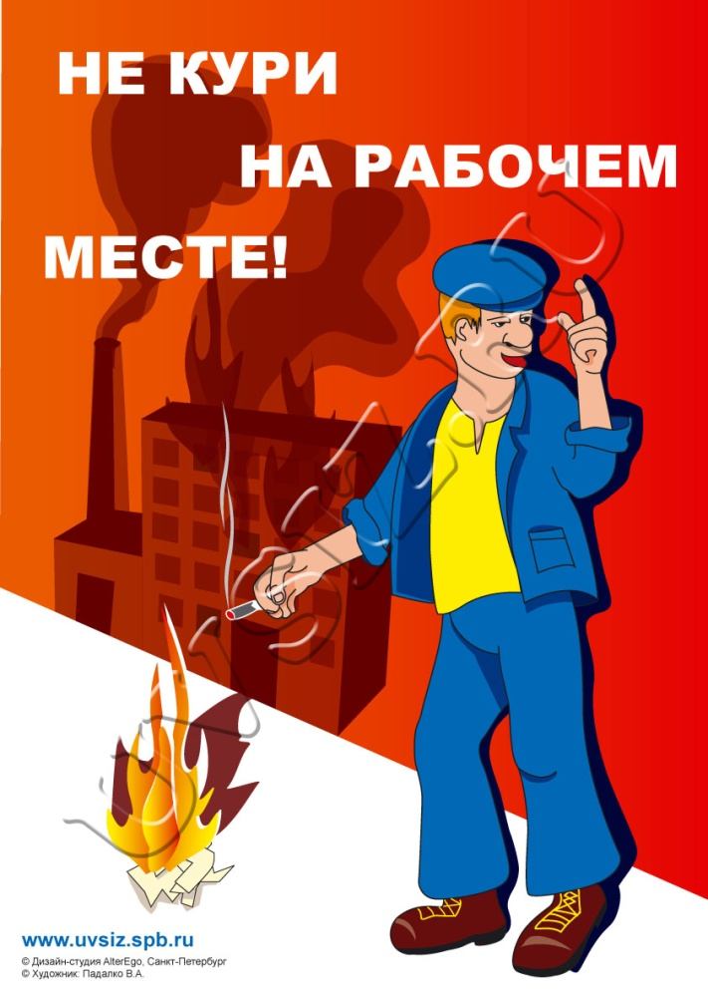 НЕ КУРИ
НА РАБОЧЕМ
МЕСТЕ!
www.uvsiz.spb.ru
© Дизайн-студия AlterEgo, Санкт-Петербург
© Художник: Падалко В.А.